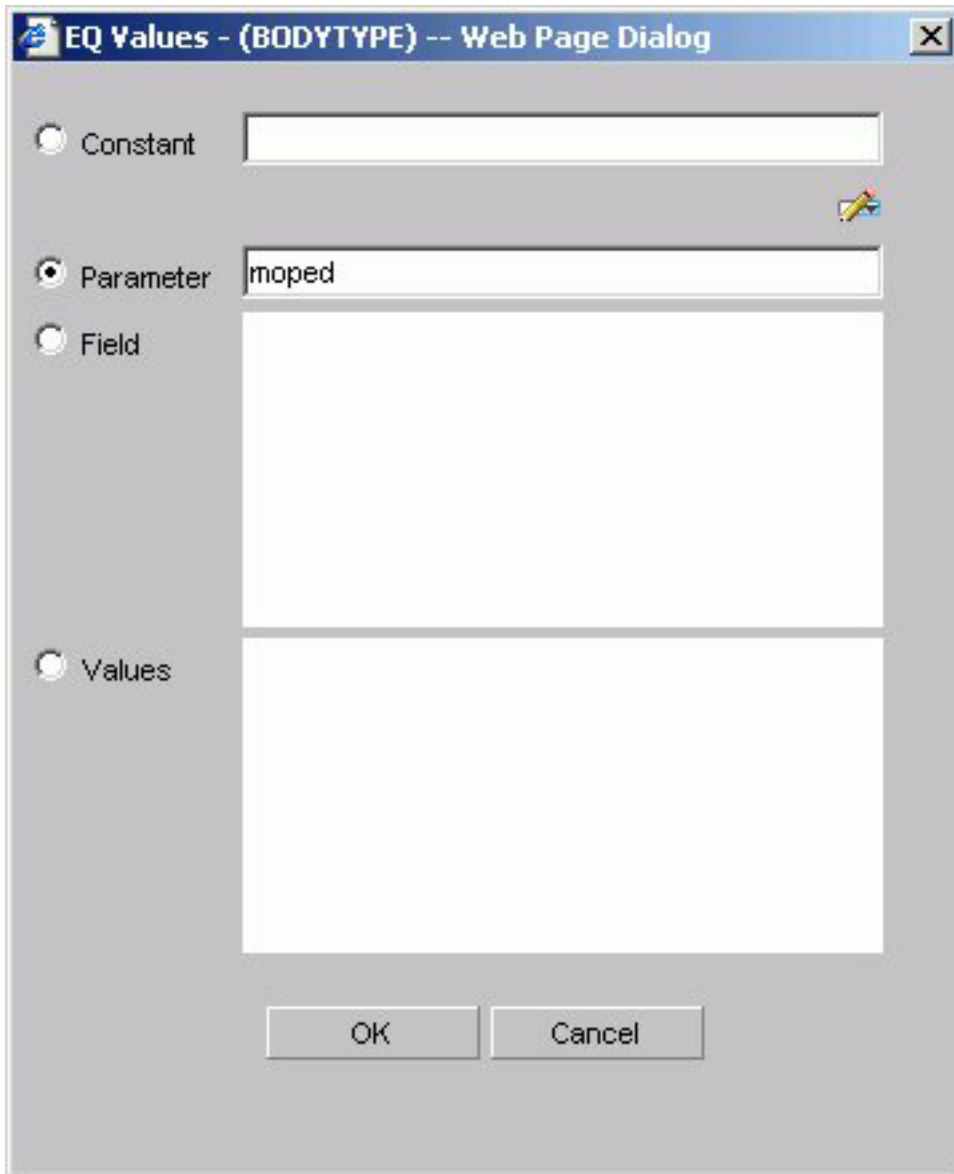 EQ Values - (BODYTYPE) -- Web Page Dialog
Constant
Parameter
moped
Field
Values
OK
Cancel